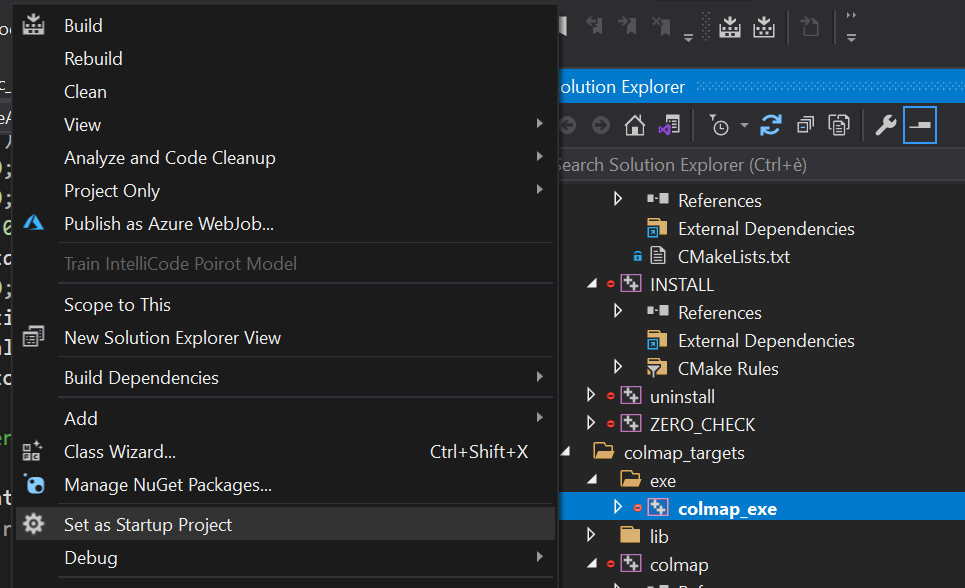 Build
Rebuild
Clean
View
Analyze and Code Cleanup
Project Only
Publish as Azure WebJob...
Train IntelliCode Poirot Model
Scope to This
New Solution Explorer View
Build Dependencies
Add
Class Wizard... Ctrl+Shift+X
Manage NuGet Packages...
Set as Startup Project
Debug
olution Explorer
Search Solution Explorer (Ctrl+è)
References
External Dependencies
CMakeLists.txt
INSTALL
References
External Dependencies
CMake Rules
uninstall
ZERO_CHECK
colmap_targets
exe
colmap_exe
lib
colmap